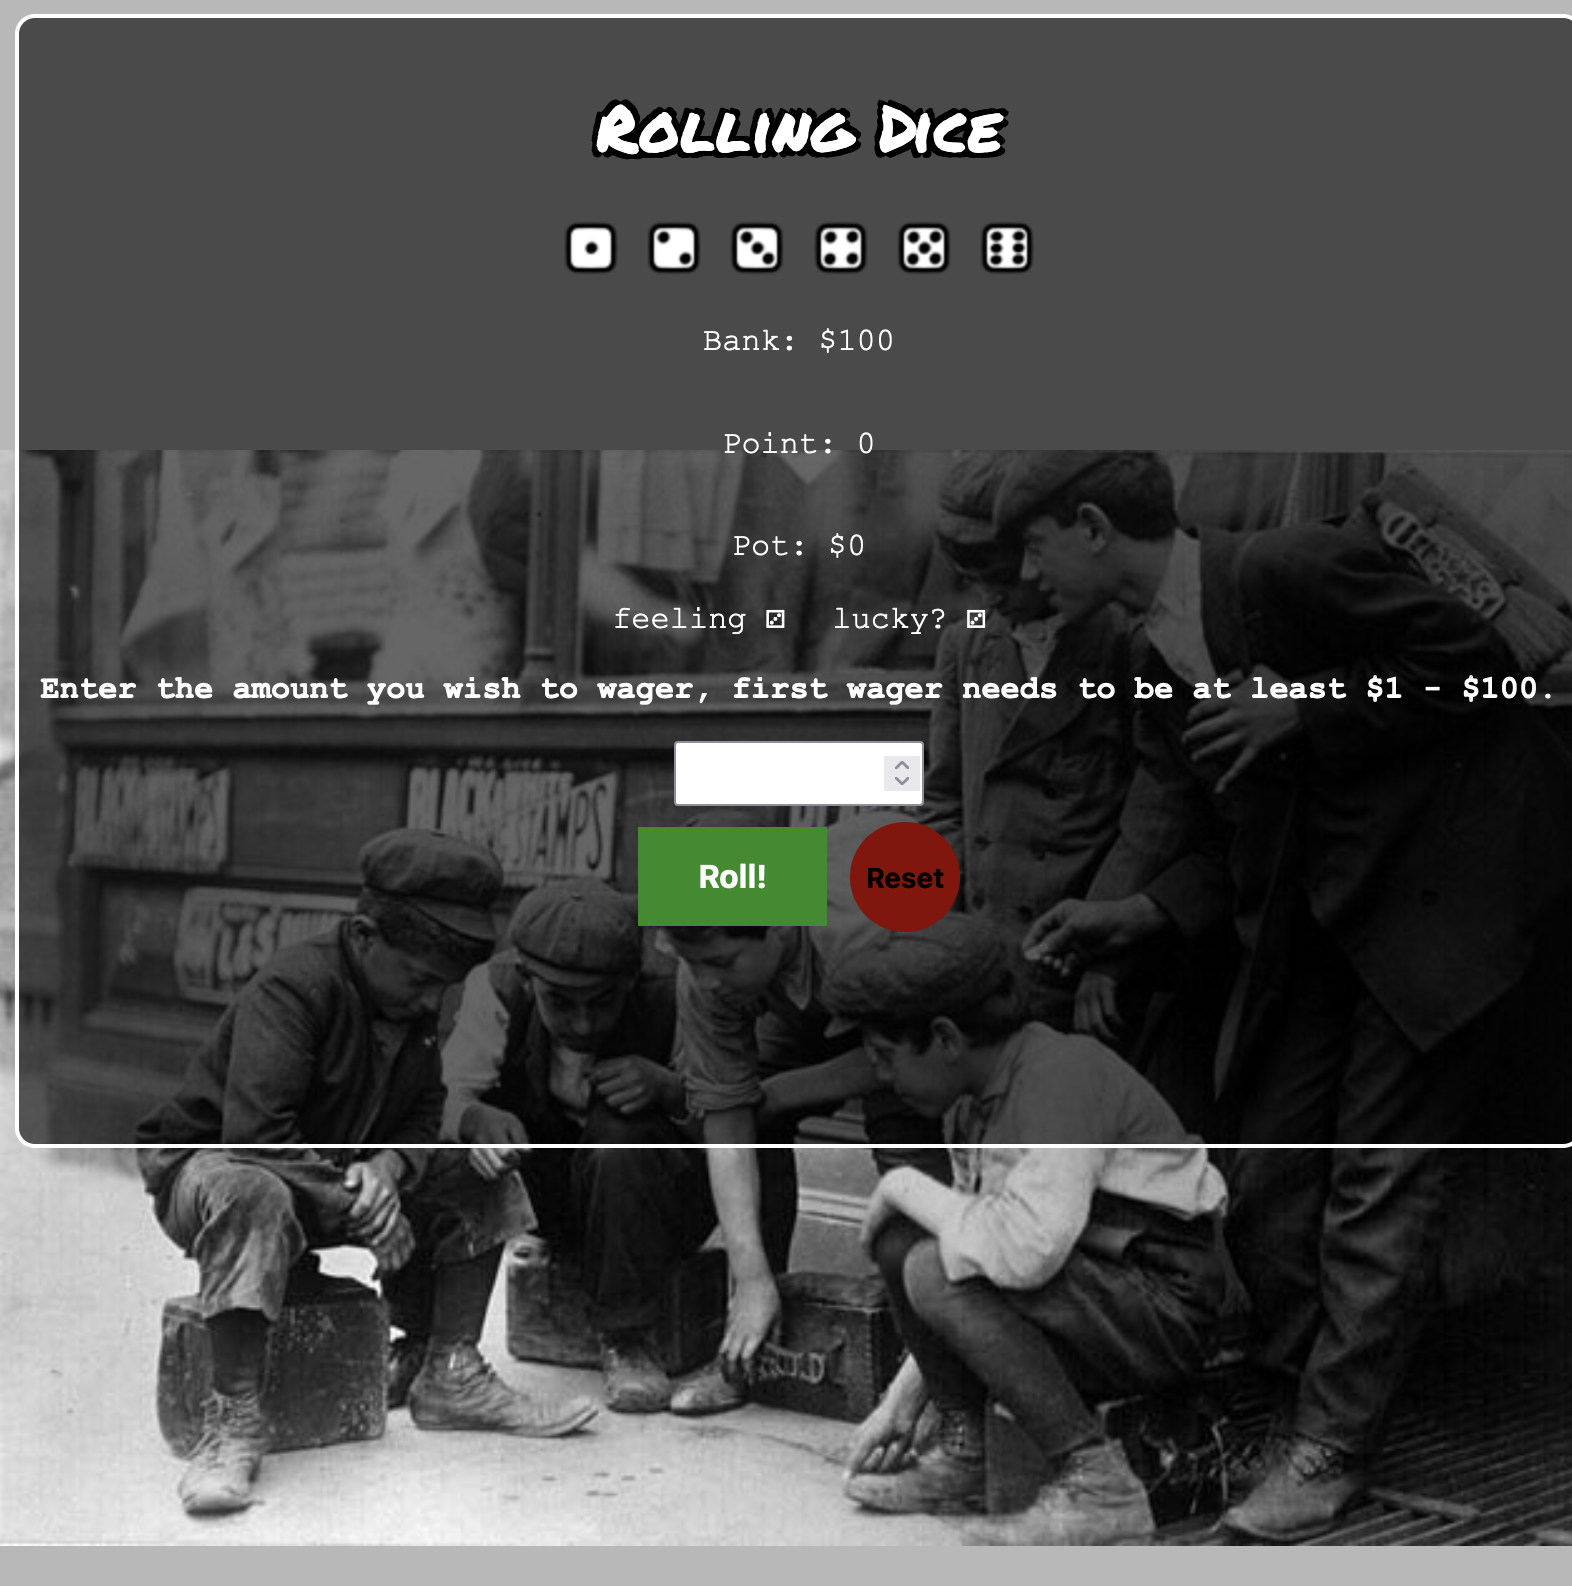 Rolling Dice
Bank: $100
Point: 0
Pot: $0
feeling ⚂ lucky? ⚂
Enter the amount you wish to wager, first wager needs to be at least $1 - $100.
Roll! Reset